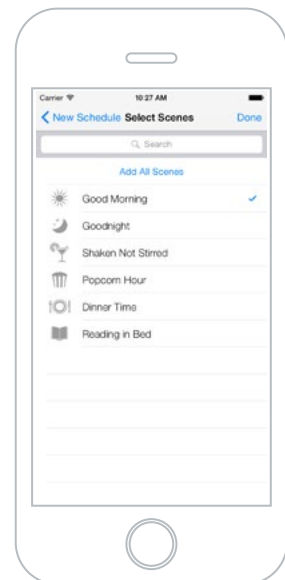 Carrier 10:27 AM
New Schedule Select Scenes Done
Search
Add All Scenes
Good Morning
Goodnight
Shaken Not Stirred
Popcorn Hour
Dinner Time
Reading in Bed